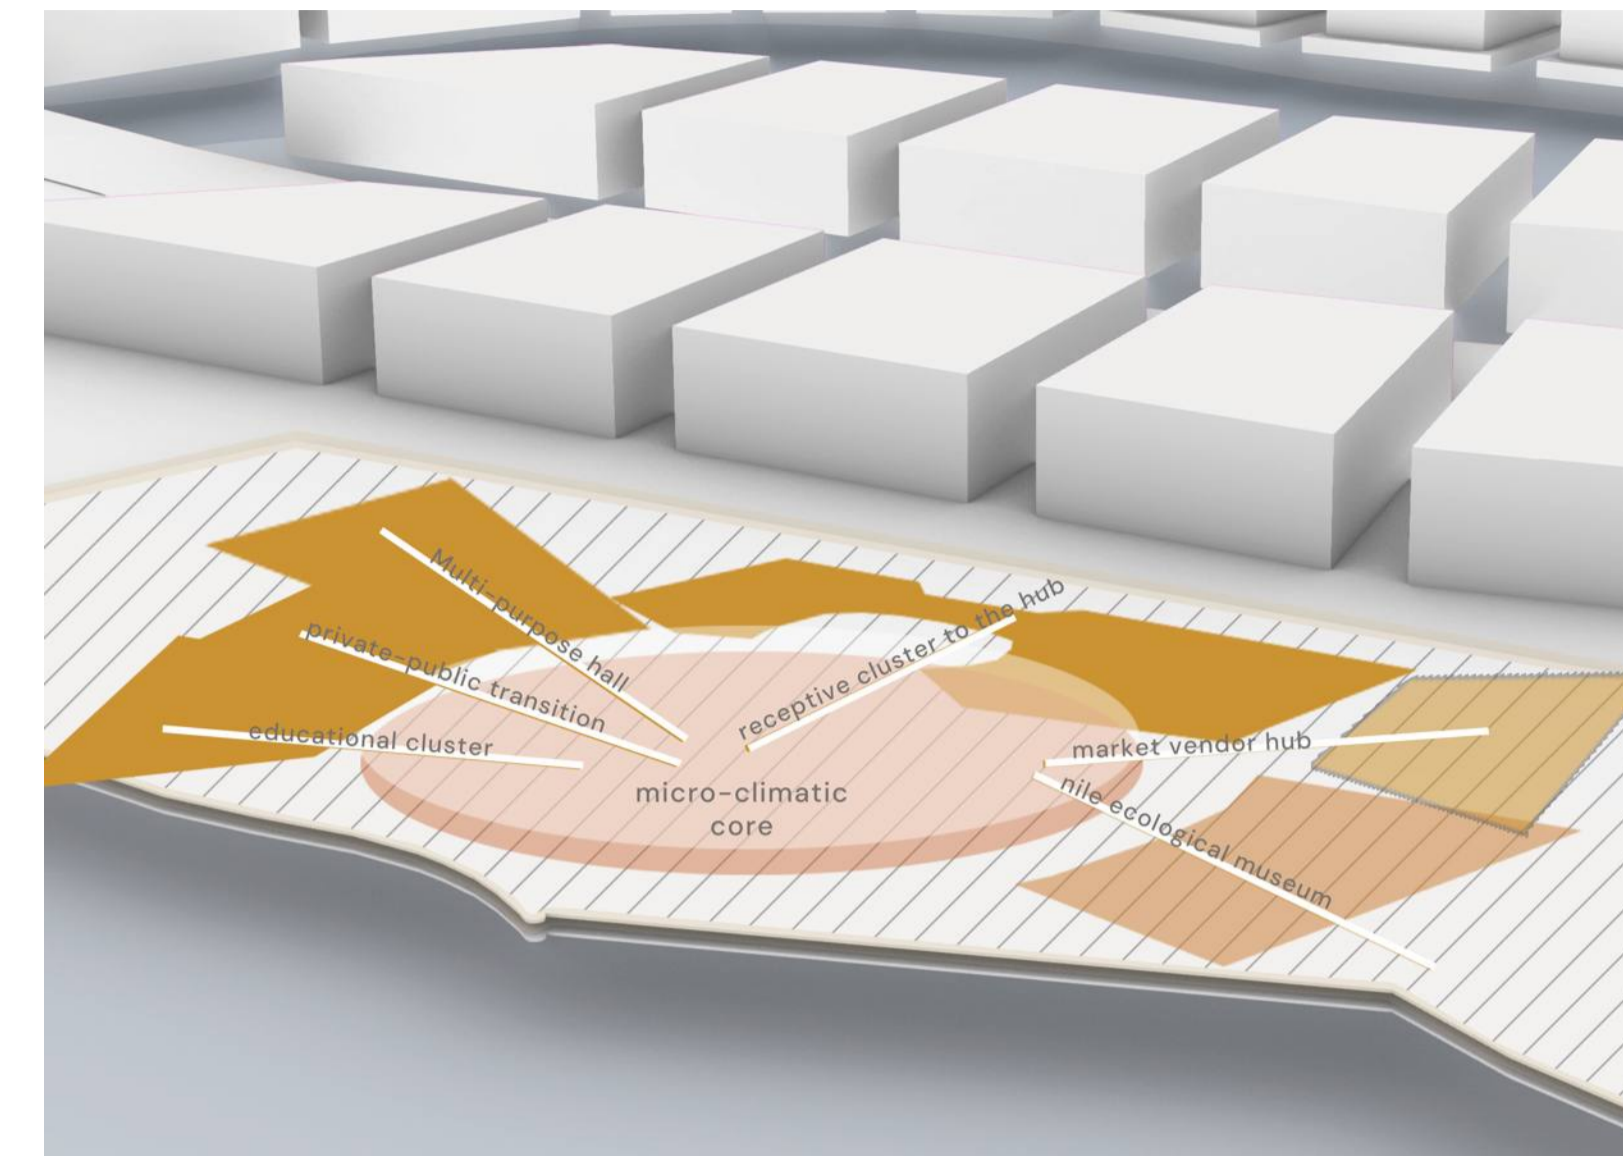 Multi-purpose hall
receptive cluster to the hub
private-public transition
educational cluster
market vendor hub
micro-climatic
core
nile ecological museum